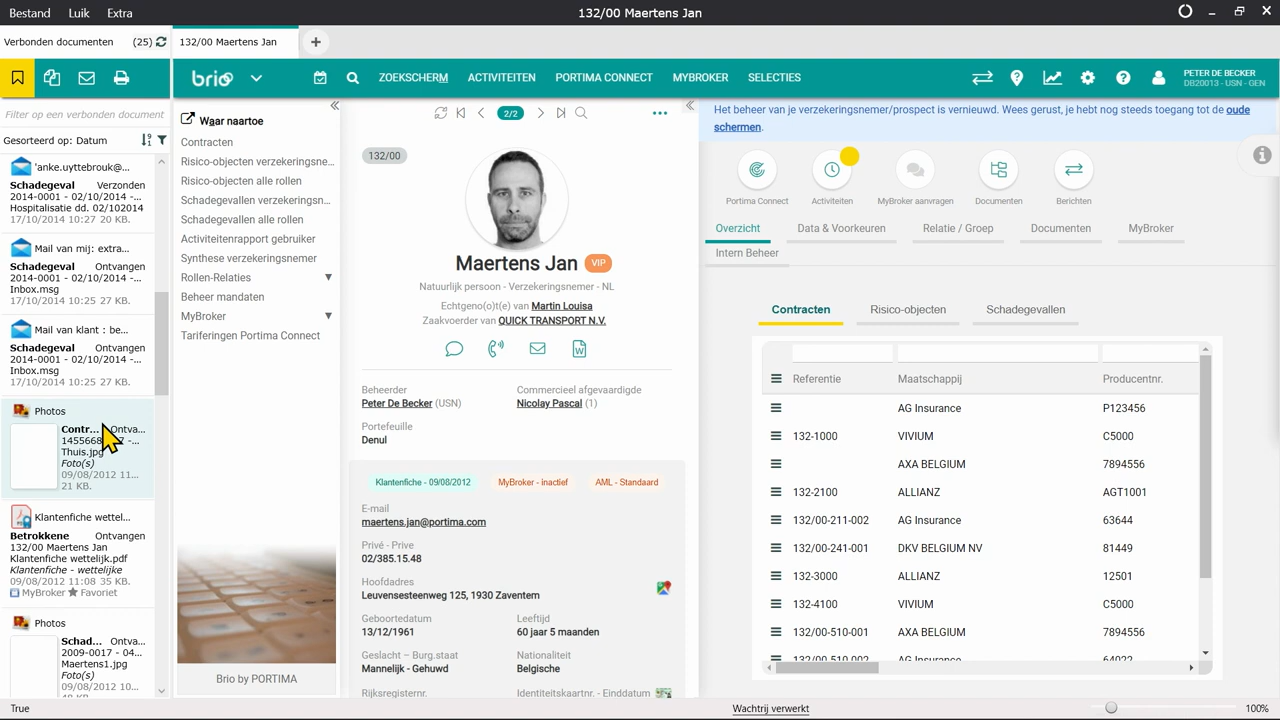 Bestand Luik Extra
132/00 Maertens Jan
Verbonden documenten (25)
132/00 Maertens Jan
brio
ZOEKSCHERM ACTIVITEITEN PORTIMA CONNECT MYBROKER SELECTIES
PETER DE BECKER
DB20013 - USN - GEN
Filter op een verbonden document
Gesorteerd op: Datum
'anke.uyttebrouk@...
Schadegeval Verzonden
2014-0001 - 02/10/2014 -...
Hospitalisatie dd. 02/102014
17/10/2014 10:27 20 KB.
Mail van mij: extra...
Schadegeval Ontvangen
2014-0001 - 02/10/2014 -...
Inbox.msg
17/10/2014 10:25 27 KB.
Mail van klant : be...
Schadegeval Ontvangen
2014-0001 - 02/10/2014 -...
Inbox.msg
17/10/2014 10:25 27 KB.
Photos
Contr... Ontva...
1455668
Thuis.jpg
Foto(s)
09/08/2012 11...
21 KB.
Klantenfiche wettel...
Betrokkene Ontvangen
132/00 Maertens Jan
Klantenfiche wettelijk.pdf
Klantenfiche - wettelijke
09/08/2012 11:08 35 KB.
MyBroker Favoriet
Photos
Schad... Ontva...
2009-0017 - 04...
Maertens1.jpg
Foto(s)
09/08/2012 10...
True
Waar naartoe
Contracten
Risico-objecten verzekeringsne...
Risico-objecten alle rollen
Schadegevallen verzekeringsn...
Schadegevallen alle rollen
Activiteitenrapport gebruiker
Synthese verzekeringsnemer
Rollen-Relaties
Beheer mandaten
MyBroker
Tariferingen Portima Connect
Brio by PORTIMA
2/2
132/00
Maertens Jan VIP
Natuurlijk persoon - Verzekeringsnemer - NL
Echtgeno(o)t(e) van Martin Louisa
Zaakvoerder van QUICK TRANSPORT N.V.
Beheerder Commercieel afgevaardigde
Peter De Becker (USN) Nicolay Pascal (1)
Portefeuille
Denul
Klantenfiche - 09/08/2012 MyBroker - inactief AML - Standaard
E-mail
maertens.jan@portima.com
Privé - Prive
02/385.15.48
Hoofdadres
Leuvensesteenweg 125, 1930 Zaventem
Geboortedatum Leeftijd
13/12/1961 60 jaar 5 maanden
Geslacht – Burg.staat Nationaliteit
Mannelijk - Gehuwd Belgische
Rijksregisternr. Identiteitskaartnr. - Einddatum
Het beheer van je verzekeringsnemer/prospect is vernieuwd. Wees gerust, je hebt nog steeds toegang tot de oude
schermen.
Portima Connect Activiteiten MyBroker aanvragen Documenten Berichten
Overzicht Data & Voorkeuren Relatie / Groep Documenten MyBroker
Intern Beheer
Contracten Risico-objecten Schadegevallen
Referentie Maatschappij Producentnr.
AG Insurance P123456
132-1000 VIVIUM C5000
AXA BELGIUM 7894556
132-2100 ALLIANZ AGT1001
132/00-211-002 AG Insurance 63644
132/00-241-001 DKV BELGIUM NV 81449
132-3000 ALLIANZ 12501
132-4100 VIVIUM C5000
132/00-510-001 AXA BELGIUM 7894556
132/00-510-002 AG Insurance 64022
Wachtrij verwerkt
100%